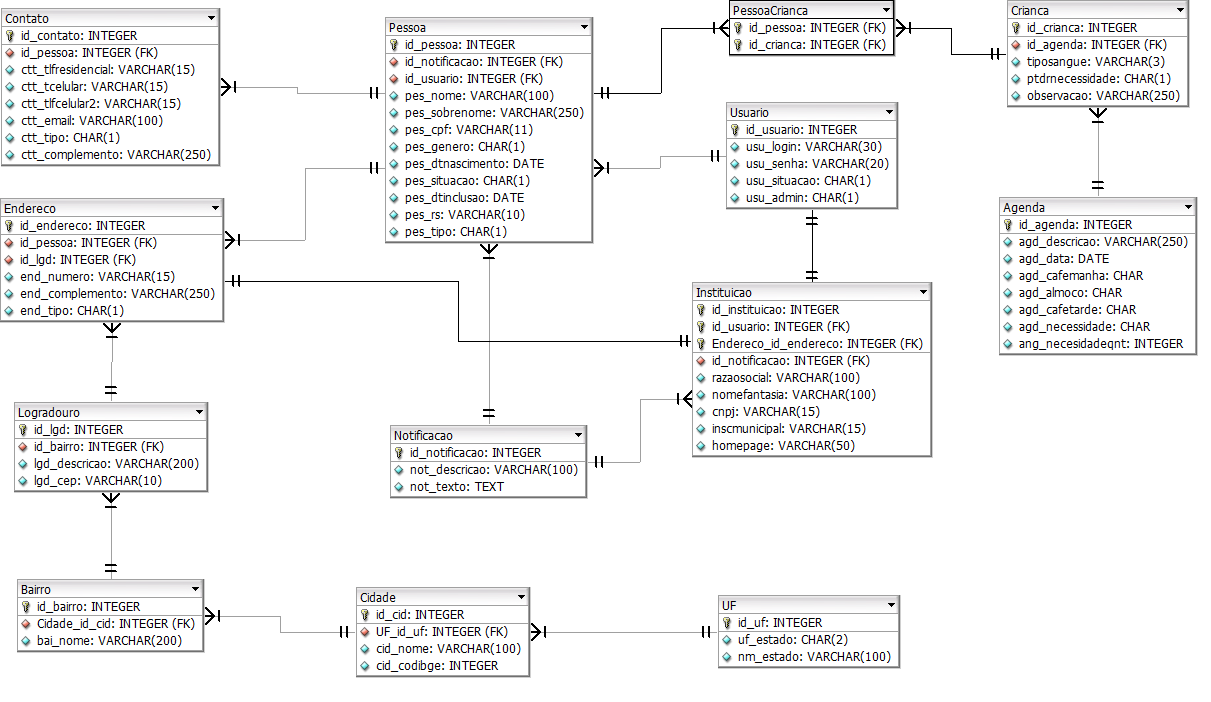 Contato
id_contato: INTEGER
id_pessoa: INTEGER (FK)
ctt_tlfresidencial: VARCHAR(15)
ctt_tcelular: VARCHAR(15)
ctt_tlfcelular2: VARCHAR(15)
ctt_email: VARCHAR(100)
ctt_tipo: CHAR(1)
ctt_complemento: VARCHAR(250)
Pessoa
id_pessoa: INTEGER
id_notificacao: INTEGER (FK)
id_usuario: INTEGER (FK)
pes_nome: VARCHAR(100)
pes_sobrenome: VARCHAR(250)
pes_cpf: VARCHAR(11)
pes_genero: CHAR(1)
pes_dtnascimento: DATE
pes_situacao: CHAR(1)
pes_dtinclusao: DATE
pes_rs: VARCHAR(10)
pes_tipo: CHAR(1)
PessoaCrianca
id_pessoa: INTEGER (FK)
id_crianca: INTEGER (FK)
Crianca
id_crianca: INTEGER
id_agenda: INTEGER (FK)
tiposangue: VARCHAR(3)
ptdrnecessidade: CHAR(1)
observacao: VARCHAR(250)
Usuario
id_usuario: INTEGER
usu_login: VARCHAR(30)
usu_senha: VARCHAR(20)
usu_situacao: CHAR(1)
usu_admin: CHAR(1)
Endereco
id_endereco: INTEGER
id_pessoa: INTEGER (FK)
id_lgd: INTEGER (FK)
end_numero: VARCHAR(15)
end_complemento: VARCHAR(250)
end_tipo: CHAR(1)
Agenda
id_agenda: INTEGER
agd_descricao: VARCHAR(250)
agd_data: DATE
agd_cafemanha: CHAR
agd_almoco: CHAR
agd_cafetarde: CHAR
agd_necessidade: CHAR
ang_necesidadeqnt: INTEGER
Instituicao
id_instituicao: INTEGER
id_usuario: INTEGER (FK)
Endereco_id_endereco: INTEGER (FK)
id_notificacao: INTEGER (FK)
razaosocial: VARCHAR(100)
nomefantasia: VARCHAR(100)
cnpj: VARCHAR(15)
inscmunicipal: VARCHAR(15)
homepage: VARCHAR(50)
Logradouro
id_lgd: INTEGER
id_bairro: INTEGER (FK)
lgd_descricao: VARCHAR(200)
lgd_cep: VARCHAR(10)
Notificacao
id_notificacao: INTEGER
not_descricao: VARCHAR(100)
not_texto: TEXT
Bairro
id_bairro: INTEGER
Cidade_id_cid: INTEGER (FK)
bai_nome: VARCHAR(200)
Cidade
id_cid: INTEGER
UF_id_uf: INTEGER (FK)
cid_nome: VARCHAR(100)
cid_codibge: INTEGER
UF
id_uf: INTEGER
uf_estado: CHAR(2)
nm_estado: VARCHAR(100)